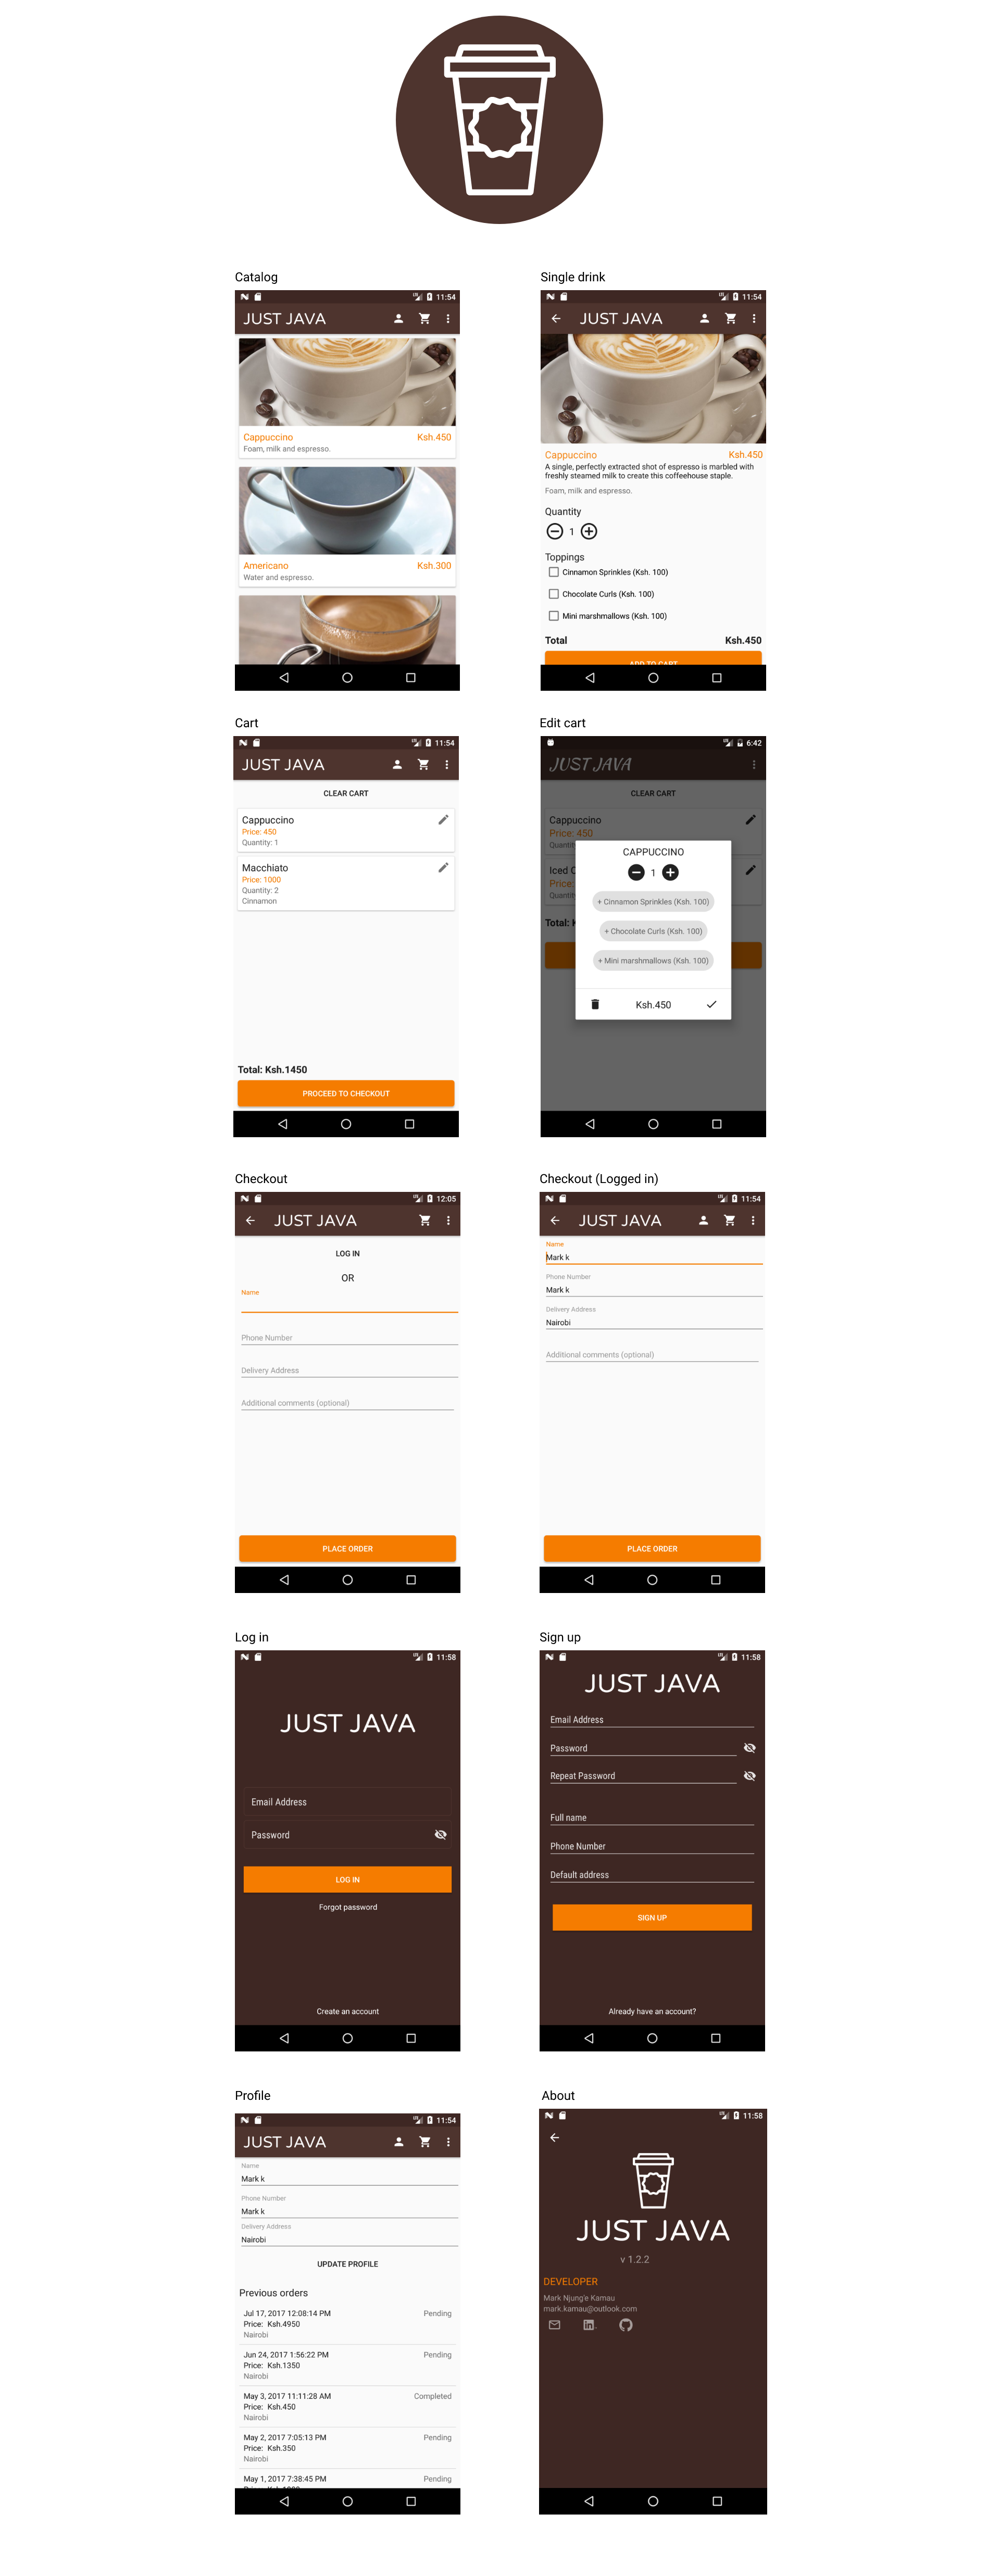 Catalog
11:54
JUST JAVA
Cappuccino Ksh.450
Foam, milk and espresso.
Americano Ksh.300
Water and espresso.
Single drink
11:54
JUST JAVA
Cappuccino Ksh.450
A single, perfectly extracted shot of espresso is marbled with
freshly steamed milk to create this coffeehouse staple.
Foam, milk and espresso.
Quantity
1
Toppings
Cinnamon Sprinkles (Ksh. 100)
Chocolate Curls (Ksh. 100)
Mini marshmallows (Ksh. 100)
Total Ksh.450
ADD TO CART
Cart
11:54
JUST JAVA
CLEAR CART
Cappuccino
Price: 450
Quantity: 1
Macchiato
Price: 1000
Quantity: 2
Cinnamon
Total: Ksh.1450
PROCEED TO CHECKOUT
Edit cart
6:42
JUST JAVA
CLEAR CART
Cappuccino
Price: 450
Iced
Price:
Total:
CAPPUCCINO
1
+ Cinnamon Sprinkles (Ksh. 100)
+ Chocolate Curls (Ksh. 100)
+ Mini marshmallows (Ksh. 100)
Ksh.450
Checkout
12:05
JUST JAVA
LOG IN
OR
Name
Phone Number
Delivery Address
Additional comments (optional)
PLACE ORDER
Checkout (Logged in)
11:54
JUST JAVA
Name
Mark k
Phone Number
Mark k
Delivery Address
Nairobi
Additional comments (optional)
PLACE ORDER
Log in
11:58
JUST JAVA
Email Address
Password
LOG IN
Forgot password
Create an account
Sign up
11:58
JUST JAVA
Email Address
Password
Repeat Password
Full name
Phone Number
Default address
SIGN UP
Already have an account?
Profile
11:54
JUST JAVA
Name
Mark k
Phone Number
Mark k
Delivery Address
Nairobi
UPDATE PROFILE
Previous orders
Jul 17, 2017 12:08:14 PM Pending
Price: Ksh.4950
Nairobi
Jun 24, 2017 1:56:22 PM Pending
Price: Ksh.1350
Nairobi
May 3, 2017 11:11:28 AM Completed
Price: Ksh.450
Nairobi
May 2, 2017 7:05:13 PM Pending
Price: Ksh.350
Nairobi
May 1, 2017 7:38:45 PM Pending
About
11:58
JUST JAVA
v 1.2.2
DEVELOPER
Mark Njung'e Kamau
mark.kamau@outlook.com